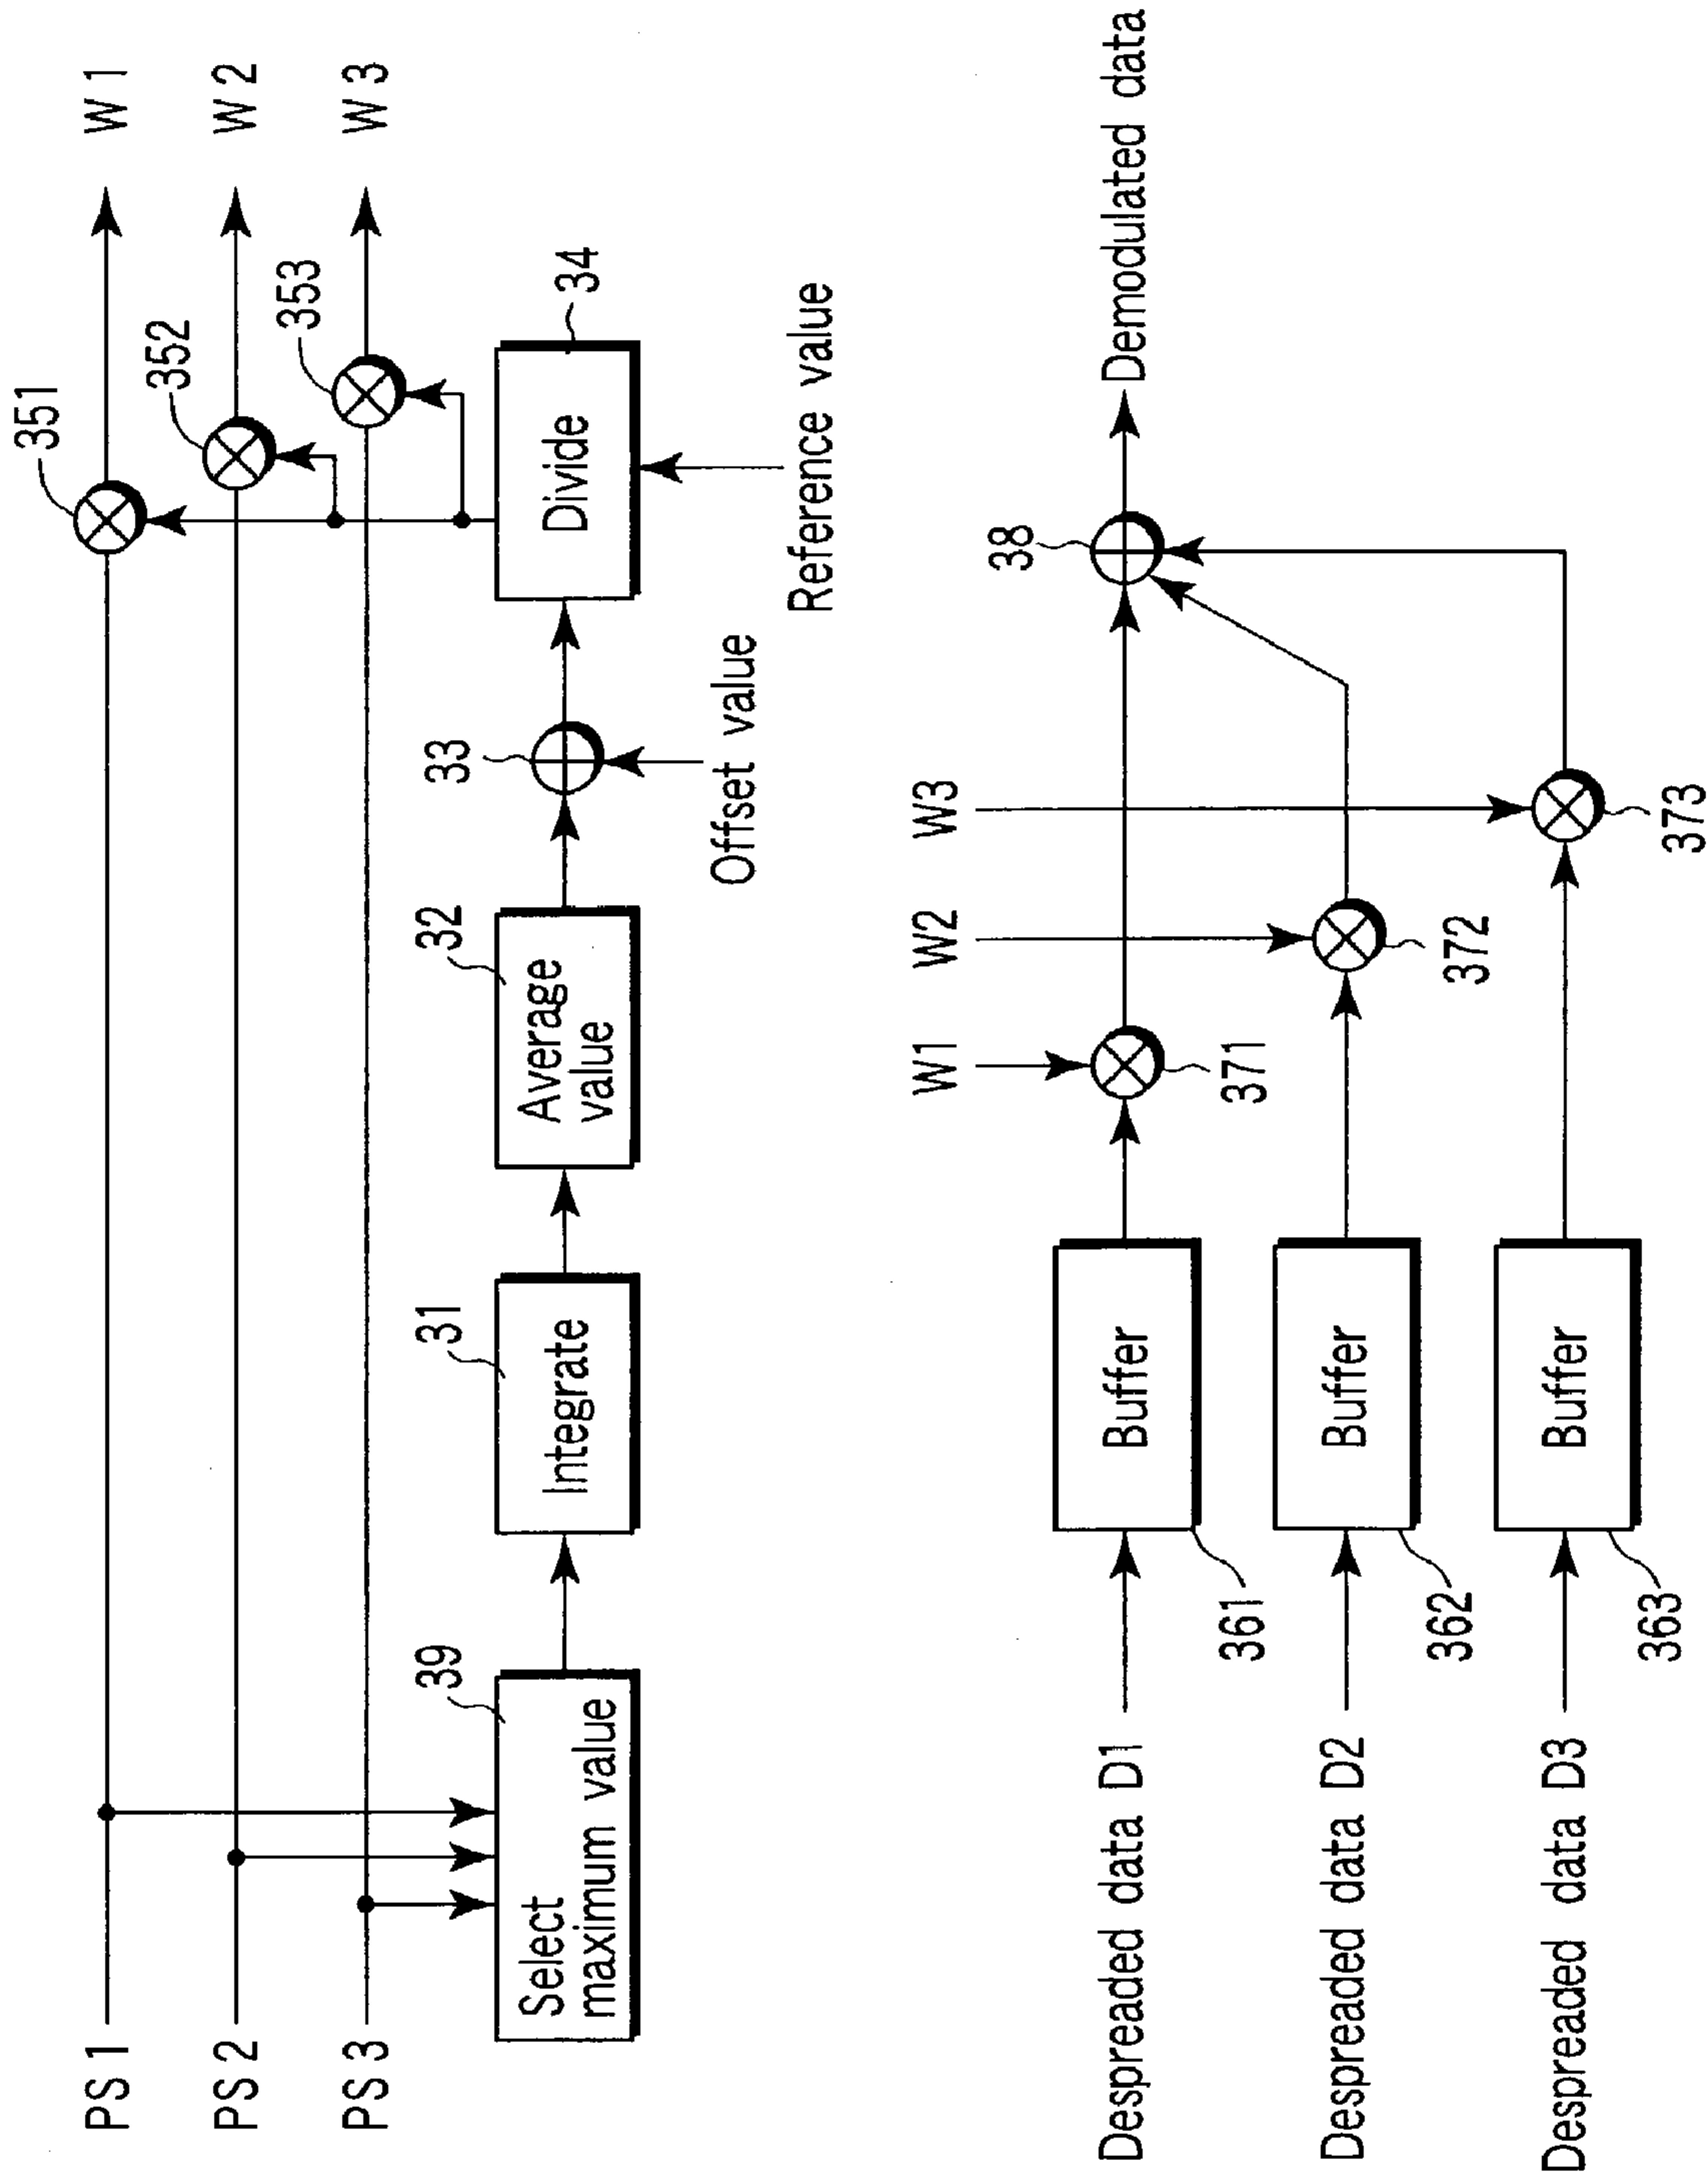 PS 1
W 1
351
PS 2
W 2
352
PS 3
W 3
353
39
Select
maximum value
31
Integrate
32
Average
value
33
Offset value
34
Divide
Reference value
W1
W2
W3
Despreaded data D1
Buffer
361
371
38
Demodulated data
Despreaded data D2
Buffer
362
372
Despreaded data D3
Buffer
363
373